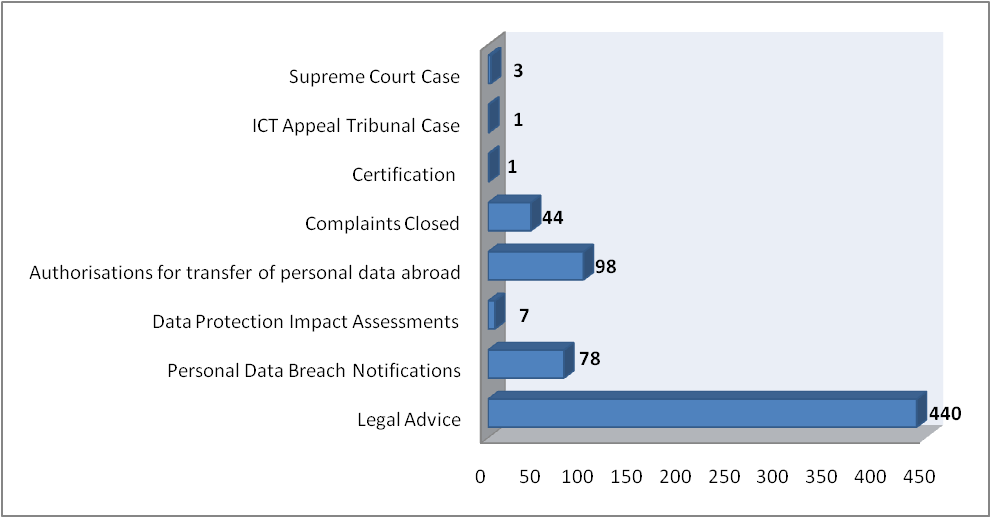 Supreme Court Case 3
ICT Appeal Tribunal Case 1
Certification 1
Complaints Closed 44
Authorisations for transfer of personal data abroad 98
Data Protection Impact Assessments 7
Personal Data Breach Notifications 78
Legal Advice 440
0 50 100 150 200 250 300 350 400 450